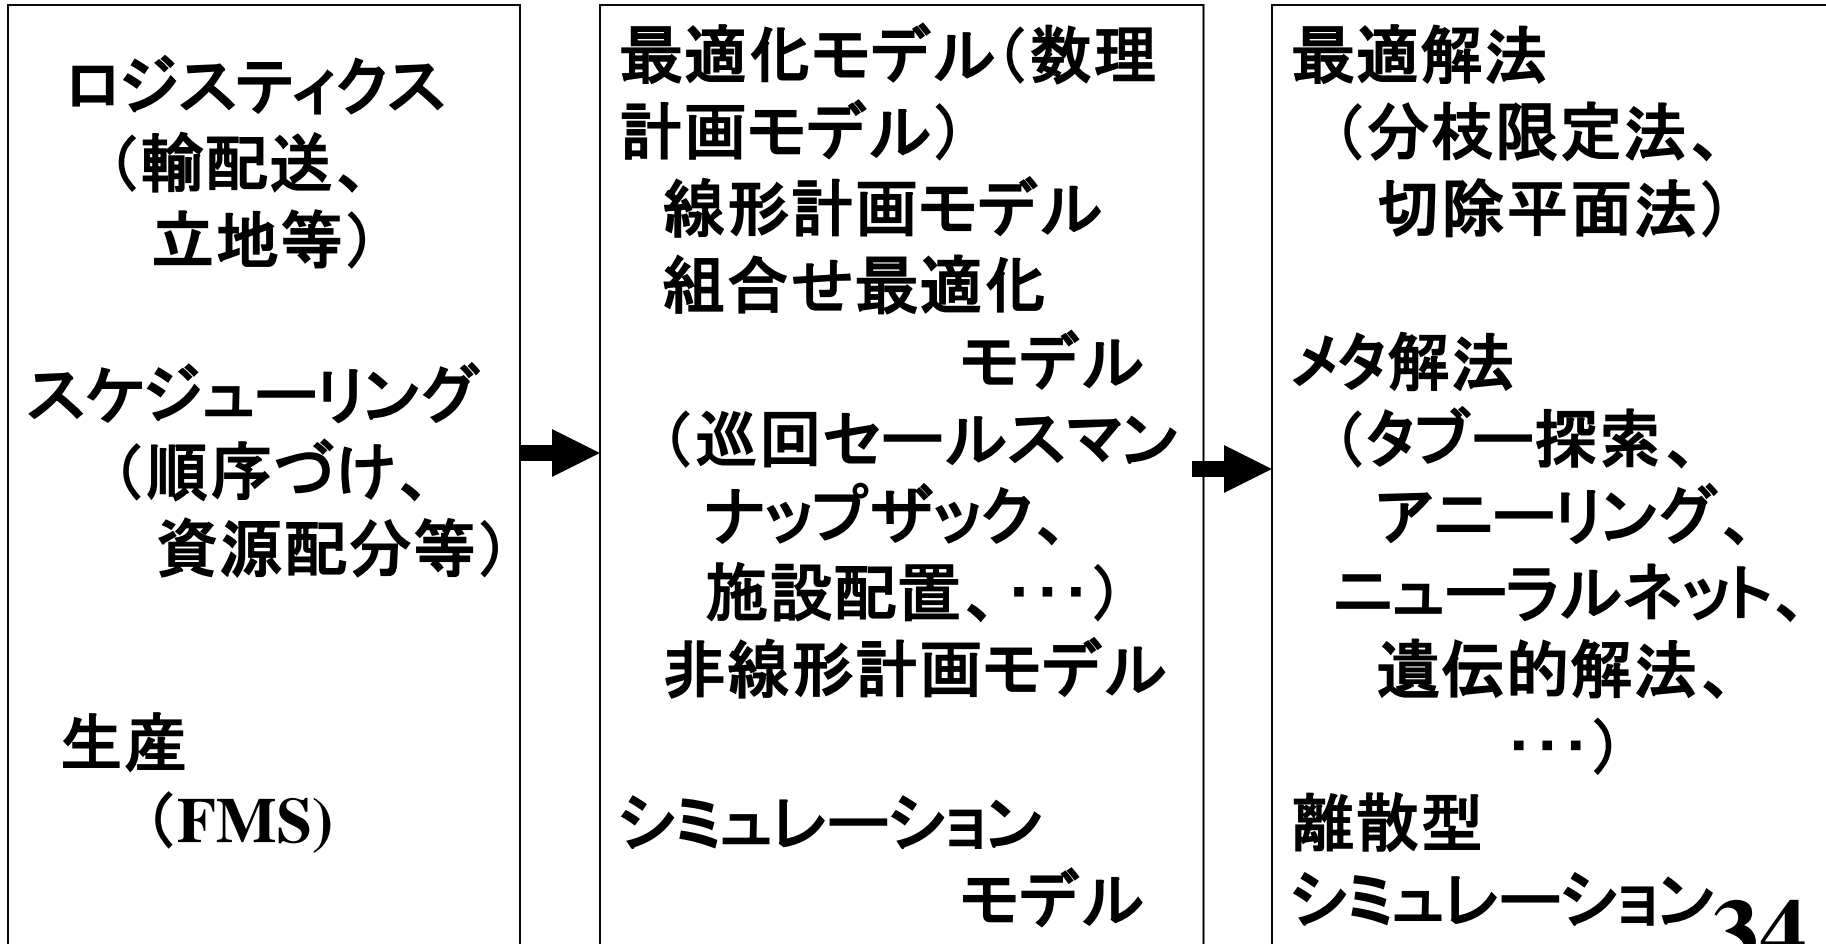 ロジスティクス
（輸配送、
立地等）
スケジューリング
（順序づけ、
資源配分等）
生産
（FMS)
最適化モデル（数理
計画モデル）
線形計画モデル
組合せ最適化
モデル
（巡回セールスマン
ナップザック、
施設配置、･･･）
非線形計画モデル
シミュレーション
モデル
最適解法
（分枝限定法、
切除平面法）
メタ解法
（タブー探索、
アニーリング、
ニューラルネット、
遺伝的解法、
･･･）
離散型
シミュレーション
34